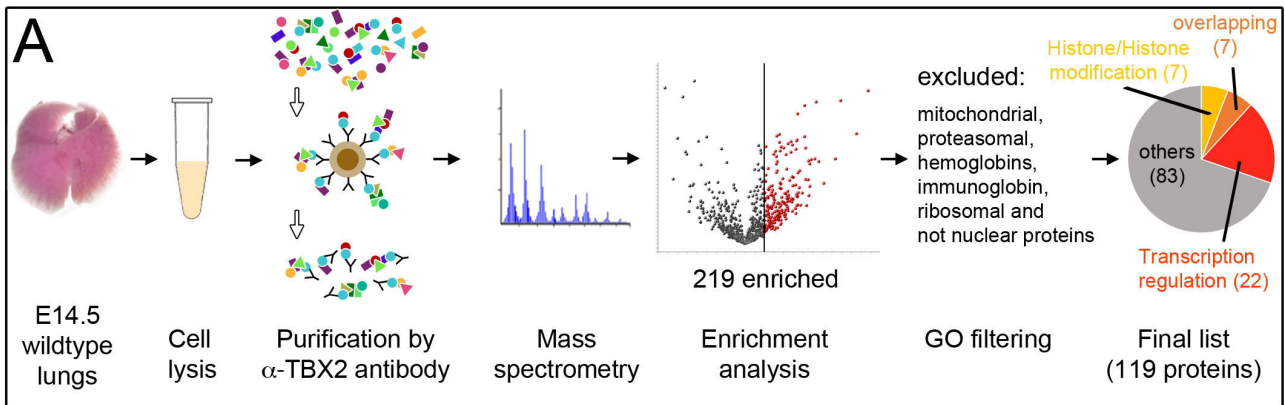 A
E14.5
wildtype
lungs
Cell
lysis
Purification by
α-TBX2 antibody
Mass
spectrometry
219 enriched
Enrichment
analysis
excluded:
mitochondrial,
proteasomal,
hemoglobins,
immunoglobin,
ribosomal and
not nuclear proteins
GO filtering
overlapping
(7)
Histone/Histone
modification (7)
others
(83)
Transcription
regulation (22)
Final list
(119 proteins)